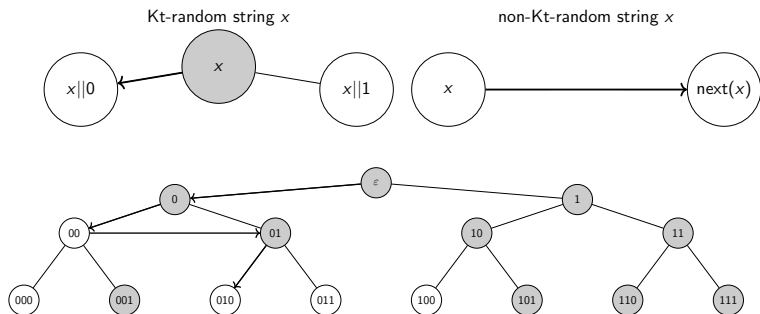 Kt-random string x non-Kt-random string x
x||0 x x||1 x next(x)
ε
0 1
00 01 10 11
000 001 010 011 100 101 110 111